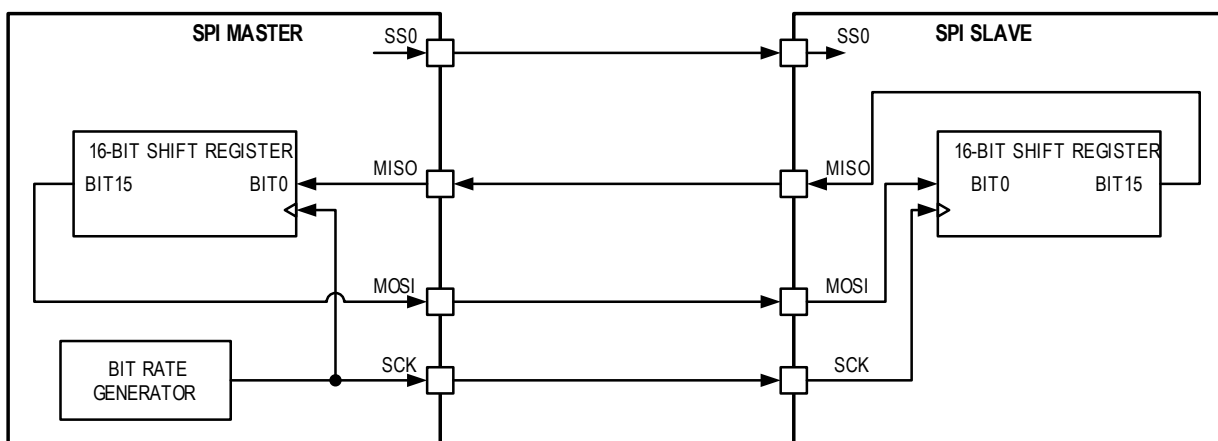 SPI MASTER
SPI SLAVE
SS0
SS0
16-BIT SHIFT REGISTER
BIT15 BIT0
MISO
MISO
16-BIT SHIFT REGISTER
BIT0 BIT15
MOSI
MOSI
BIT RATE
GENERATOR
SCK
SCK